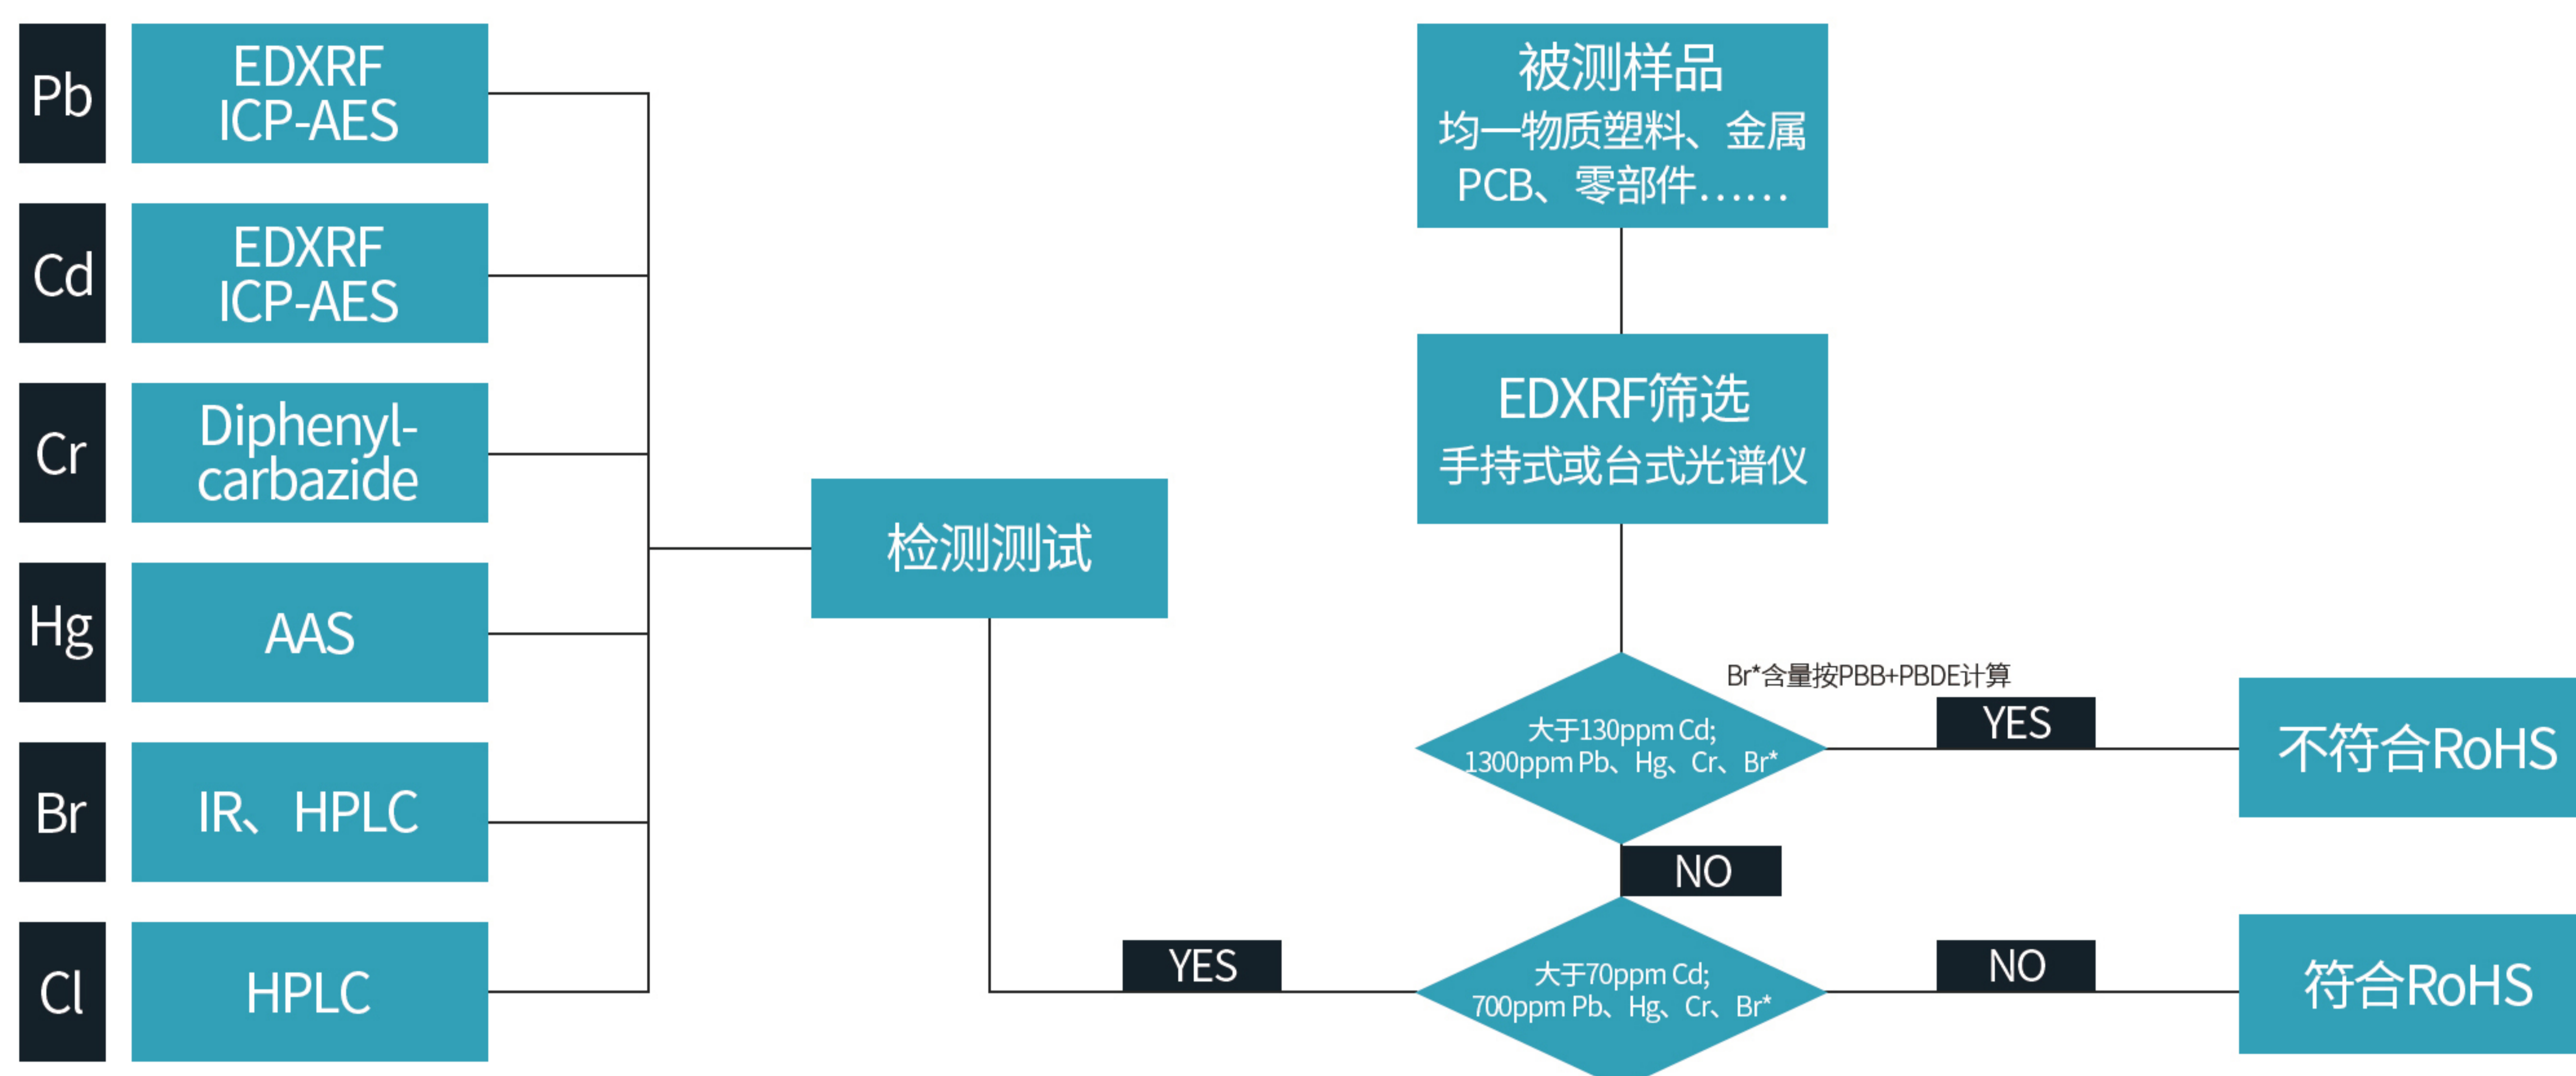 Pb
EDXRF
ICP-AES
Cd
EDXRF
ICP-AES
Cr
Diphenyl-
carbazide
Hg
AAS
Br
IR、HPLC
Cl
HPLC
检测测试
被测样品
均一物质塑料、金属
PCB、零部件……
EDXRF筛选
手持式或台式光谱仪
Br*含量按PBB+PBDE计算
大于130ppm Cd;
1300ppm Pb、Hg、Cr、Br*
YES
不符合RoHS
NO
YES
大于70ppm Cd;
700ppm Pb、Hg、Cr、Br*
NO
符合RoHS